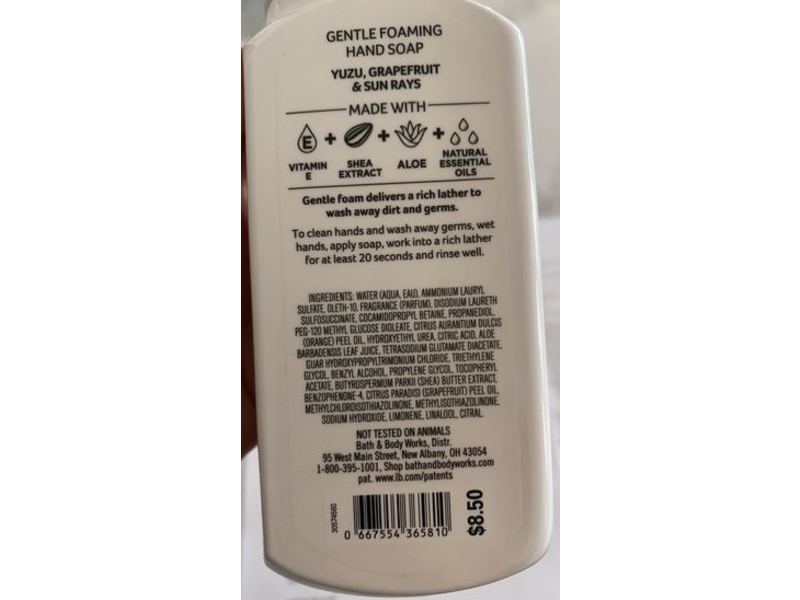 GENTLE FOAMING
HAND SOAP
YUZU, GRAPEFRUIT
& SUN RAYS
MADE WITH
E + + +
VITAMIN E SHEA EXTRACT ALOE NATURAL ESSENTIAL OILS
Gentle foam delivers a rich lather to
wash away dirt and germs.
To clean hands and wash away germs, wet
hands, apply soap, work into a rich lather
for at least 20 seconds and rinse well.
INGREDIENTS: WATER (AQUA, EAU), AMMONIUM LAURYL
SULFATE, OLETH-10, FRAGRANCE (PARFUM), DISODIUM LAURETH
SULFOSUCCINATE, COCAMIDOPROPYL BETAINE, PROPANEDIOL,
PEG-120 METHYL GLUCOSE DIOLEATE, CITRUS AURANTIUM DULCIS
(ORANGE) PEEL OIL, HYDROXYETHYL UREA, CITRIC ACID, ALOE
BARBADENSIS LEAF JUICE, TETRASODIUM GLUTAMATE DIACETATE,
GUAR HYDROXYPROPYLTRIMONIUM CHLORIDE, TRIETHYLENE
GLYCOL, BENZYL ALCOHOL, PROPYLENE GLYCOL, TOCOPHERYL
ACETATE, BUTYROSPERMUM PARKII (SHEA) BUTTER EXTRACT,
BENZOPHENONE-4, CITRUS PARADISI (GRAPEFRUIT) PEEL OIL,
METHYLCHLOROISOTHIAZOLINONE, METHYLISOTHIAZOLINONE,
SODIUM HYDROXIDE, LIMONENE, LINALOOL, CITRAL.
NOT TESTED ON ANIMALS
Bath & Body Works, Distr.
95 West Main Street, New Albany, OH 43054
1-800-395-1001, Shop bathandbodyworks.com
pat. www.lb.com/patents
30574560
0 667554 365810
$8.50